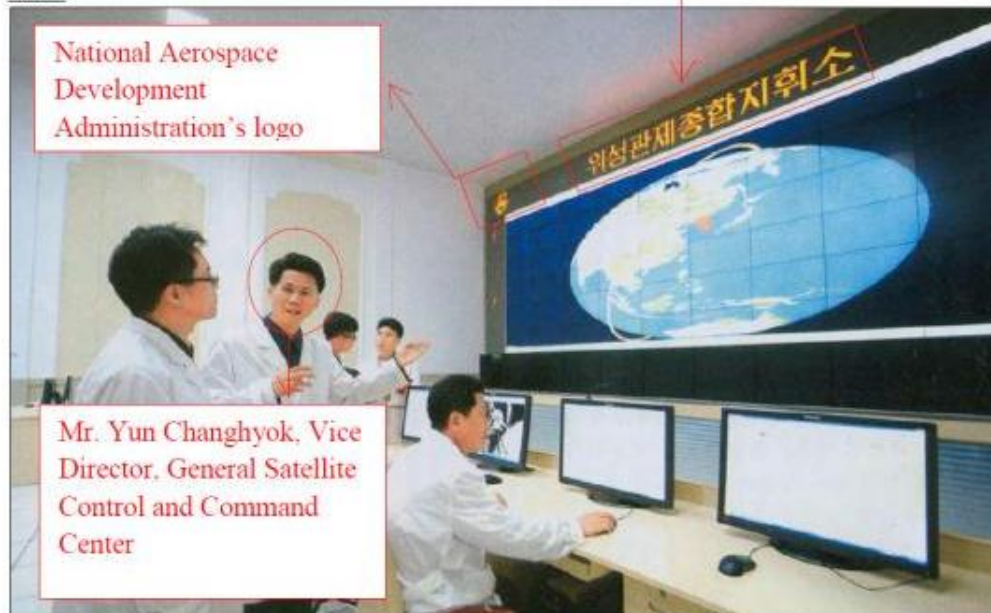 National Aerospace
Development
Administration's logo
위성관제종합지휘소
Mr. Yun Changhyok, Vice
Director, General Satellite
Control and Command
Center